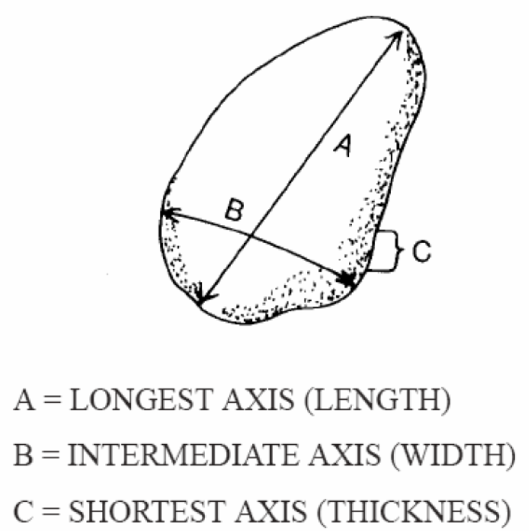 A
B
C
A = LONGEST AXIS (LENGTH)
B = INTERMEDIATE AXIS (WIDTH)
C = SHORTEST AXIS (THICKNESS)